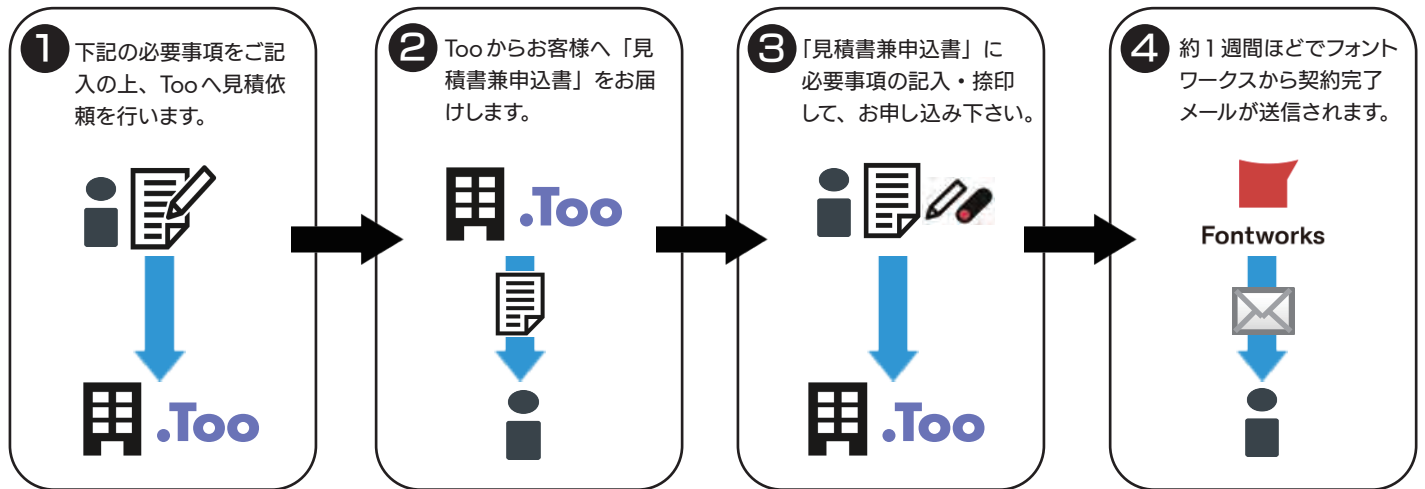 1
下記の必要事項をご記
入の上、Tooへ見積依
頼を行います。
.Too
2
Tooからお客様へ「見
積書兼申込書」をお届
けします。
.Too
3
「見積書兼申込書」に
必要事項の記入・捺印
して、お申し込み下さい。
.Too
4
約1週間ほどでフォント
ワークスから契約完了
メールが送信されます。
Fontworks